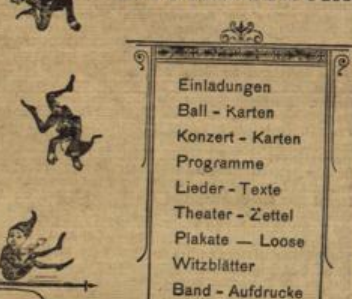 Einladungen
Ball - Karten
Konzert - Karten
Programme
Lieder - Texte
Theater - Zettel
Plakate — Loose
Witzblätter
Band - Aufdrucke